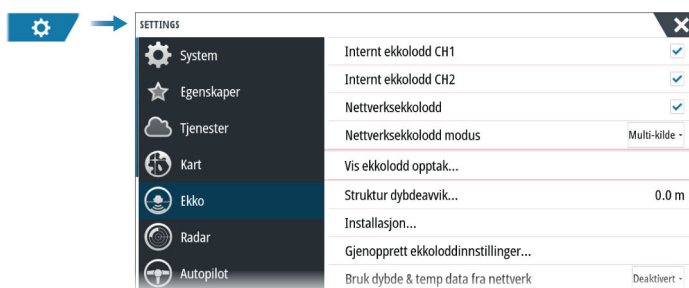 SETTINGS
System
Egenskaper
Tjenester
Kart
Ekko
Radar
Autopilot
Internt ekkolodd CH1
Internt ekkolodd CH2
Nettverksekkolodd
Nettverksekkolodd modus Multi-kilde
Vis ekkolodd opptak...
Struktur dybdeavvik... 0.0 m
Installasjon...
Gjenopprett ekkoloddinnstillinger...
Bruk dybde & temp data fra nettverk Deaktivert